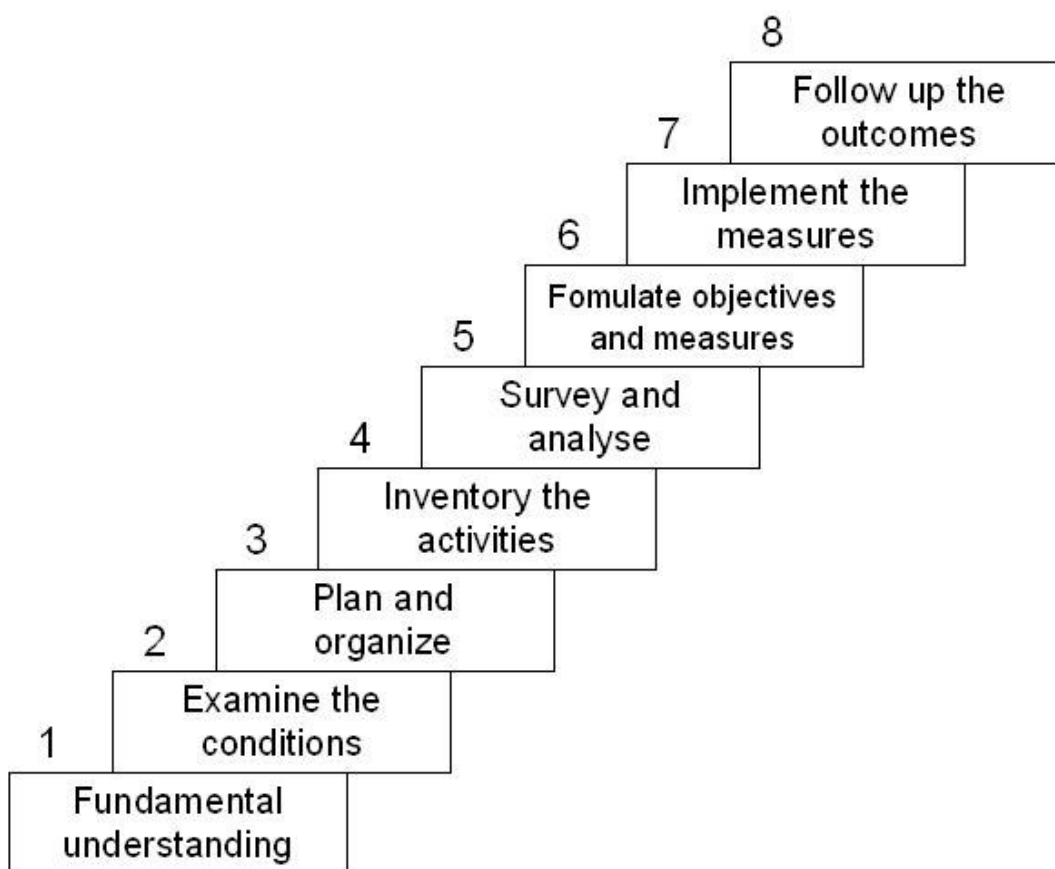 8
Follow up the
outcomes
7
Implement the
measures
6
Fomulate objectives
and measures
5
Survey and
analyse
4
Inventory the
activities
3
Plan and
organize
2
Examine the
conditions
1
Fundamental
understanding